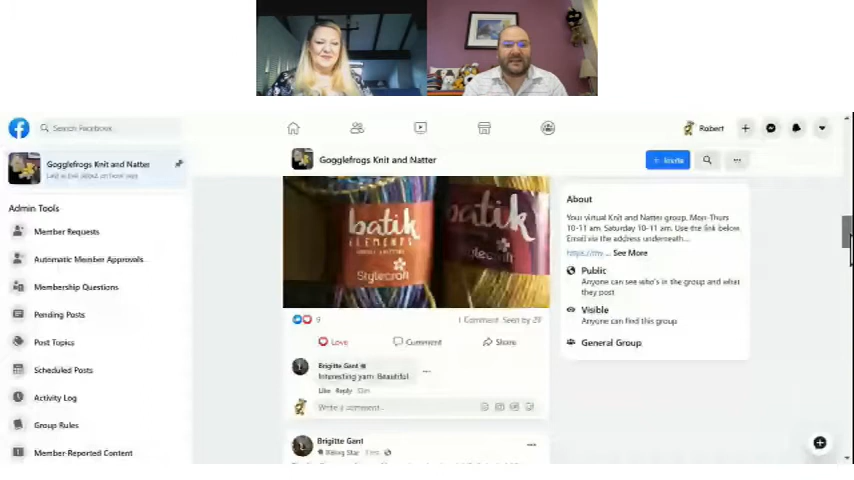 Search Facebook
Robert
Gogglefrogs Knit and Natter
Gogglefrogs Knit and Natter
+ Invite
Admin Tools
Member Requests
Automatic Member Approvals
Membership Questions
Pending Posts
Post Topics
Scheduled Posts
Activity Log
Group Rules
Member-Reported Content
batik
ELEMENTS
Stylecraft
batik
Stylecraft
9
1 Comment Seen by
Love
Comment
Share
Brigitte Gant
Interesting yarn. Beautiful
Like Reply
Write a comment...
Brigitte Gant
Rising Star
About
Your virtual Knit and Natter group, Mon-Thurs
10-11 am. Saturday 10-11 am. Use the link below.
Email via the address underneath...
See More
Public
Anyone can see who's in the group and what
they post
Visible
Anyone can find this group
General Group